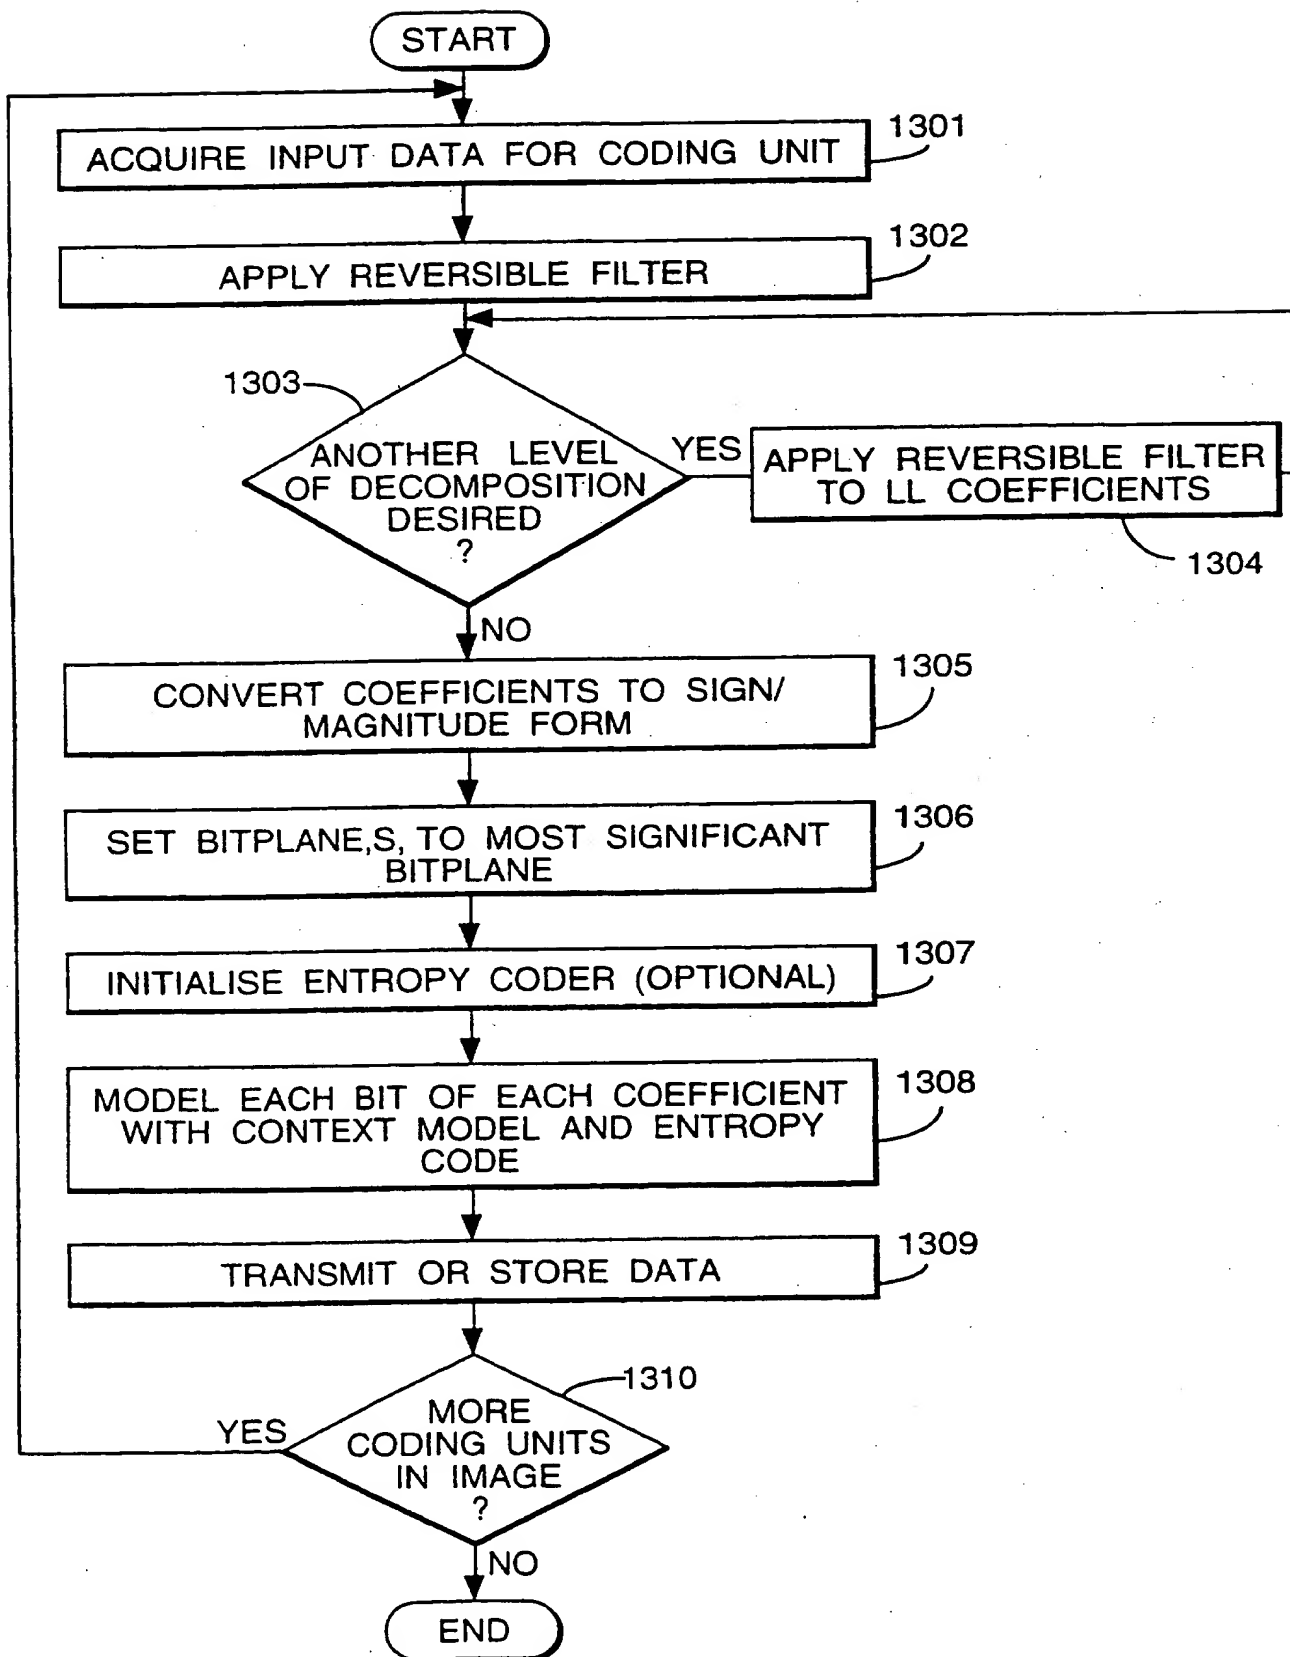 START
1301
ACQUIRE INPUT DATA FOR CODING UNIT
1302
APPLY REVERSIBLE FILTER
1303
ANOTHER LEVEL
OF DECOMPOSITION
DESIRED
?
YES
APPLY REVERSIBLE FILTER
TO LL COEFFICIENTS
1304
NO
1305
CONVERT COEFFICIENTS TO SIGN/
MAGNITUDE FORM
1306
SET BITPLANE,S, TO MOST SIGNIFICANT
BITPLANE
1307
INITIALISE ENTROPY CODER (OPTIONAL)
1308
MODEL EACH BIT OF EACH COEFFICIENT
WITH CONTEXT MODEL AND ENTROPY
CODE
1309
TRANSMIT OR STORE DATA
1310
MORE
CODING UNITS
IN IMAGE
?
YES
NO
END